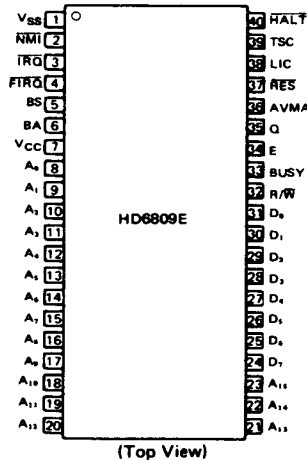 VSS 1 40 HALT
NMI 2 39 TSC
IRQ 3 38 LIC
FIRQ 4 37 RES
BS 5 36 AVMA
BA 6 35 Q
VCC 7 34 E
A₀ 8 33 BUSY
A₁ 9 32 R/W
A₂ 10 31 D₀
A₃ 11 HD6809E 30 D₁
A₄ 12 29 D₂
A₅ 13 28 D₃
A₆ 14 27 D₄
A₇ 15 26 D₅
A₈ 16 25 D₆
A₉ 17 24 D₇
A₁₀ 18 23 A₁₅
A₁₁ 19 22 A₁₄
A₁₂ 20 21 A₁₃
(Top View)